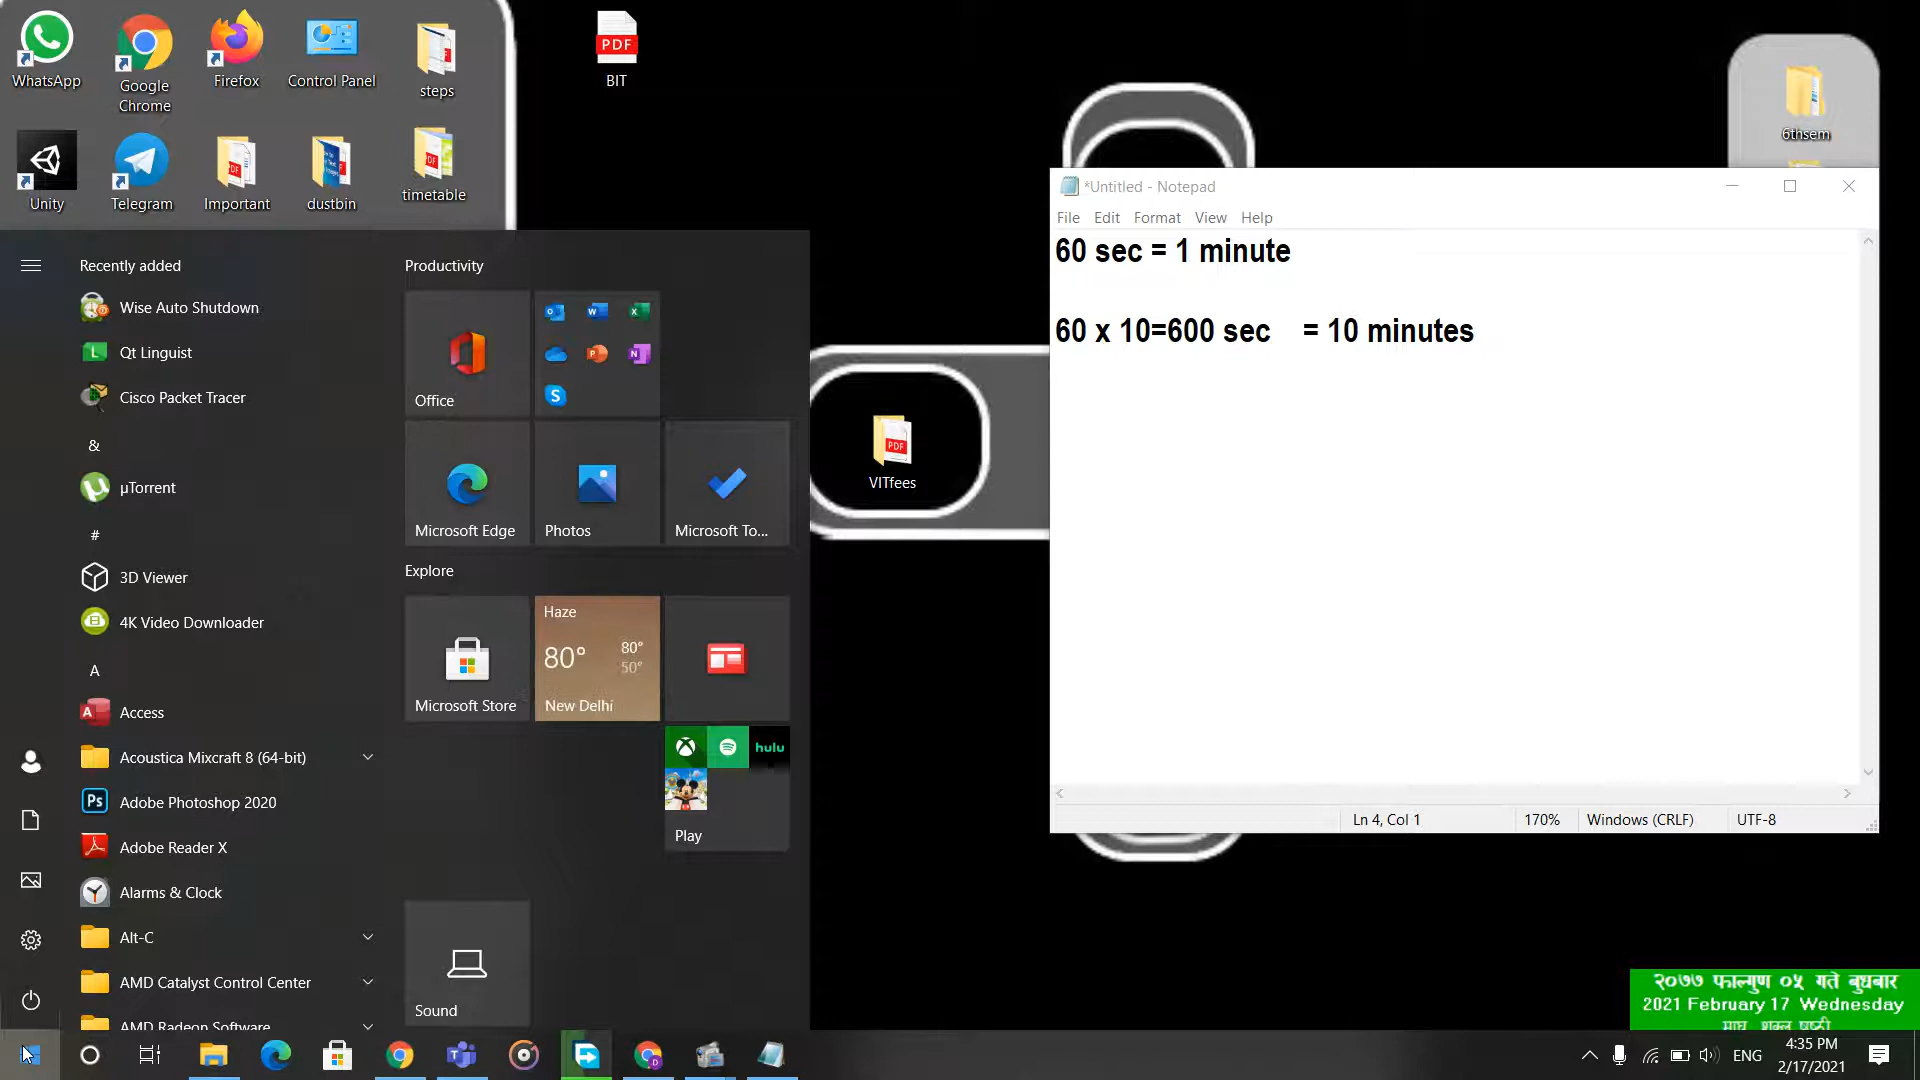 WhatsApp
Google
Chrome
Firefox
Control Panel
steps
BIT
PDF
6thsem
Unity
Telegram
Important
dustbin
timetable
*Untitled - Notepad
File Edit Format View Help
60 sec = 1 minute
60 x 10=600 sec = 10 minutes
Ln 4, Col 1
170%
Windows (CRLF)
UTF-8
PDF
VITfees
Recently added
Wise Auto Shutdown
Qt Linguist
Cisco Packet Tracer
&
µTorrent
#
3D Viewer
4K Video Downloader
A
Access
Acoustica Mixcraft 8 (64-bit)
Adobe Photoshop 2020
Adobe Reader X
Alarms & Clock
Alt-C
AMD Catalyst Control Center
AMD Radeon Software
Productivity
Office
Microsoft Edge
Photos
Microsoft To...
Explore
Microsoft Store
Haze
80°
80°
50°
New Delhi
hulu
Play
Sound
२०७७ फाल्गुण ०५ गते बुधबार
2021 February 17 Wednesday
माघ शुक्ल षष्ठी
ENG
4:35 PM
2/17/2021